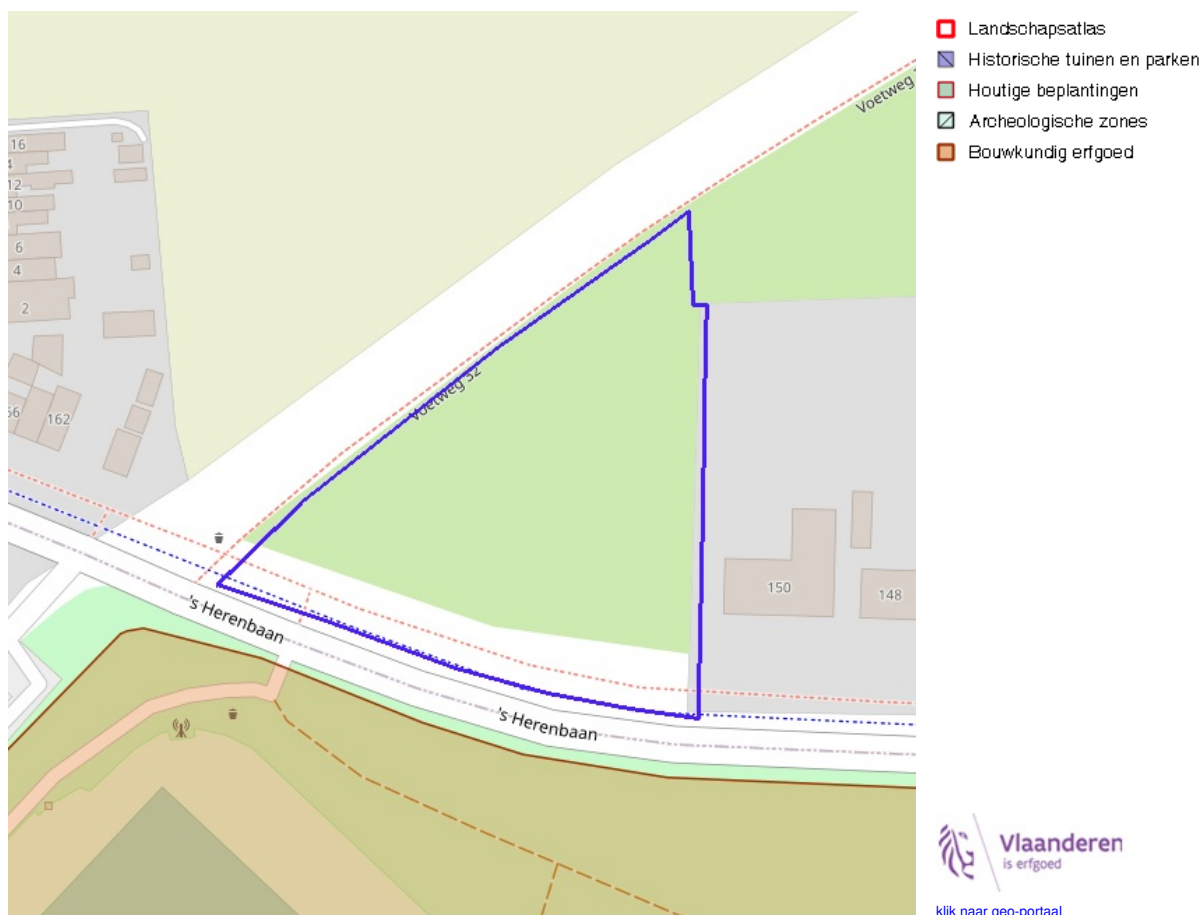 Landschapsatlas
Historische tuinen en parken
Houtige beplantingen
Archeologische zones
Bouwkundig erfgoed
Voetweg
16
4
12
10
6
4
2
162
Voetweg 32
150
148
's Herenbaan
's Herenbaan
Vlaanderen
is erfgoed
klik naar geo-portaal